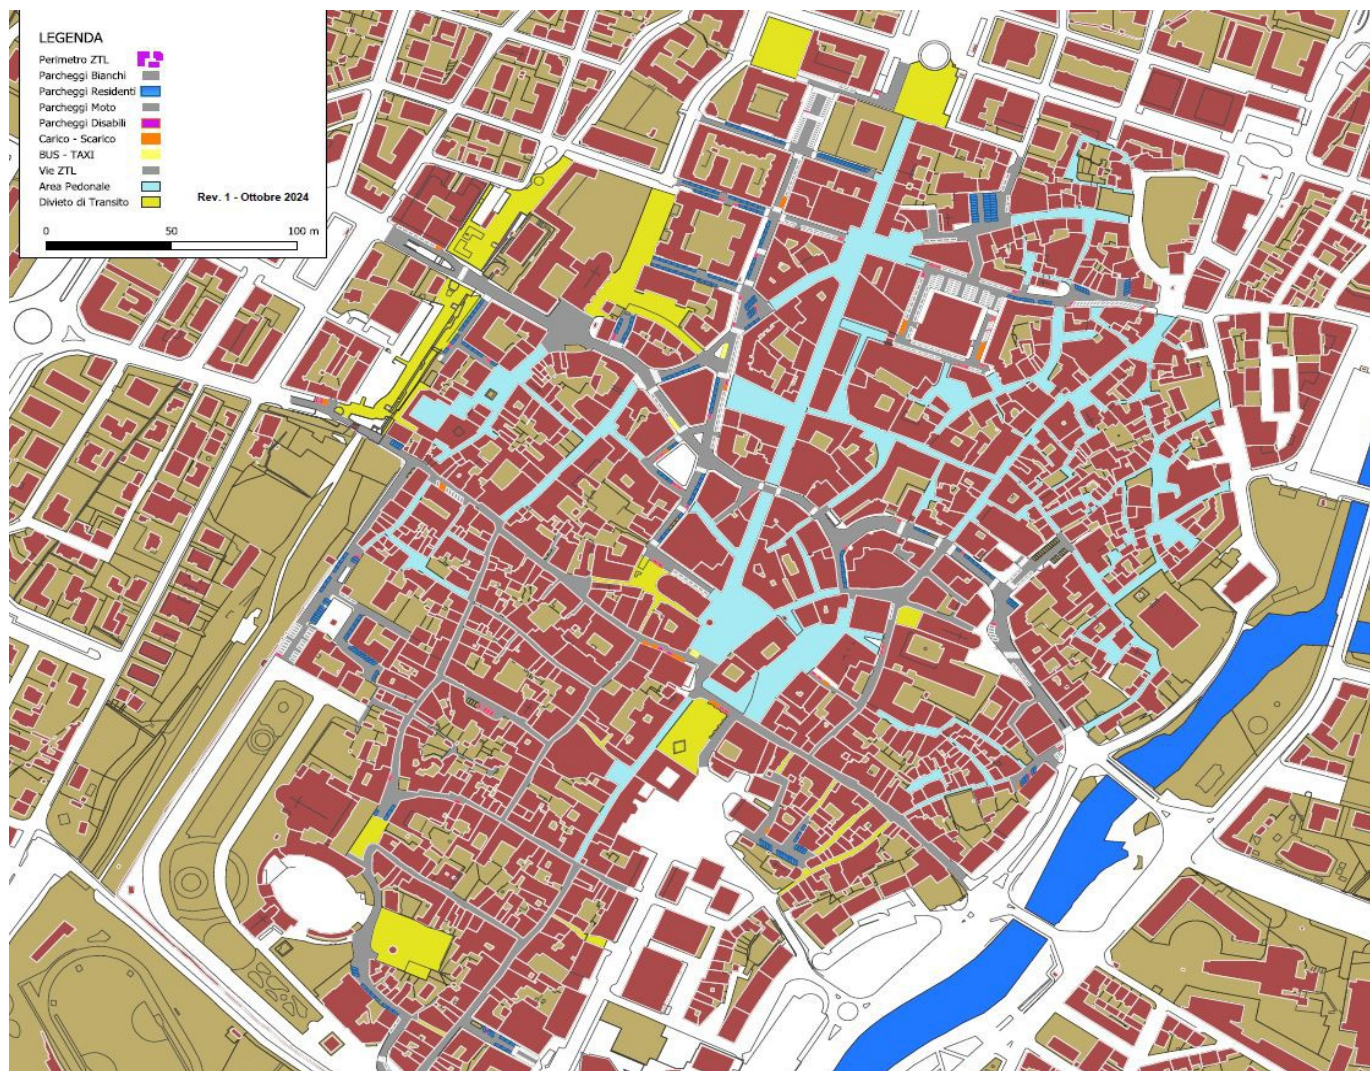 LEGENDA
Perimetro ZTL
Parcheggi Bianchi
Parcheggi Residenti
Parcheggi Moto
Parcheggi Disabili
Carico - Scarico
BUS - TAXI
Vie ZTL
Area Pedonale
Divieto di Transito
Rev. 1 - Ottobre 2024
0 50 100 m